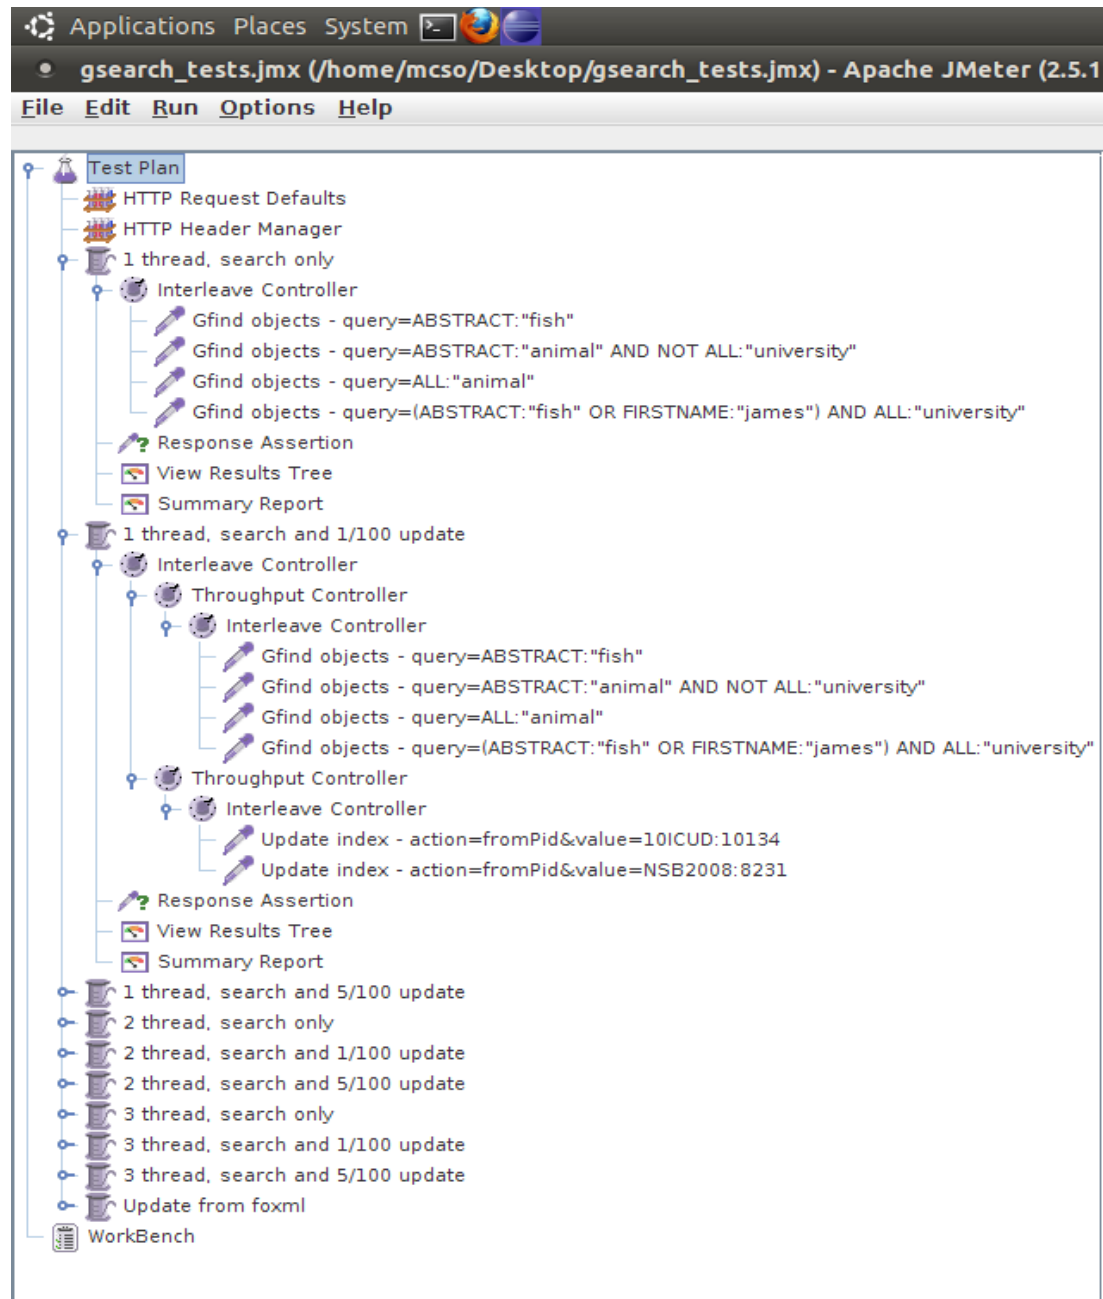 Applications Places System
gsearch_tests.jmx (/home/mcso/Desktop/gsearch_tests.jmx) - Apache JMeter (2.5.1
File Edit Run Options Help
Test Plan
HTTP Request Defaults
HTTP Header Manager
1 thread, search only
Interleave Controller
Gfind objects - query=ABSTRACT:"fish"
Gfind objects - query=ABSTRACT:"animal" AND NOT ALL:"university"
Gfind objects - query=ALL:"animal"
Gfind objects - query=(ABSTRACT:"fish" OR FIRSTNAME:"james") AND ALL:"university"
Response Assertion
View Results Tree
Summary Report
1 thread, search and 1/100 update
Interleave Controller
Throughput Controller
Interleave Controller
Gfind objects - query=ABSTRACT:"fish"
Gfind objects - query=ABSTRACT:"animal" AND NOT ALL:"university"
Gfind objects - query=ALL:"animal"
Gfind objects - query=(ABSTRACT:"fish" OR FIRSTNAME:"james") AND ALL:"university"
Throughput Controller
Interleave Controller
Update index - action=fromPid&value=10ICUD:10134
Update index - action=fromPid&value=NSB2008:8231
Response Assertion
View Results Tree
Summary Report
1 thread, search and 5/100 update
2 thread, search only
2 thread, search and 1/100 update
2 thread, search and 5/100 update
3 thread, search only
3 thread, search and 1/100 update
3 thread, search and 5/100 update
Update from foxml
WorkBench